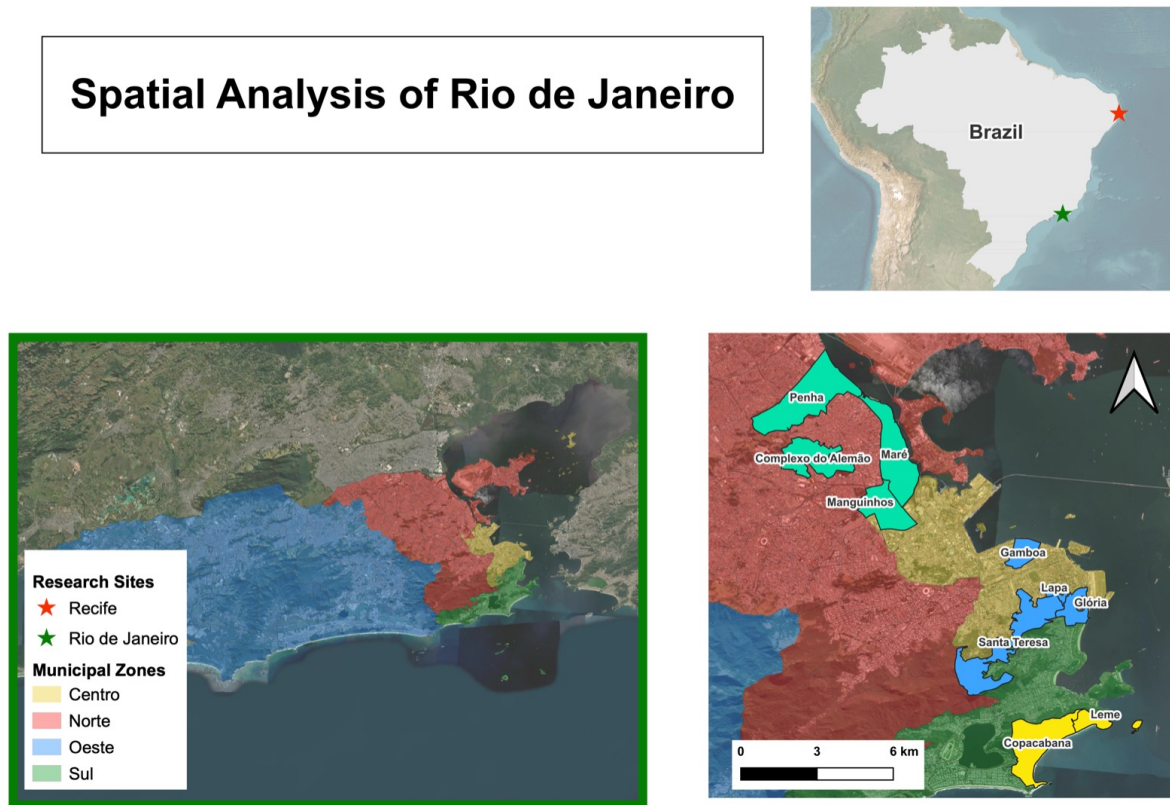 Spatial Analysis of Rio de Janeiro
Brazil
Research Sites
Recife
Rio de Janeiro
Municipal Zones
Centro
Norte
Oeste
Sul
Penha
Complexo do Alemão
Maré
Manguinhos
Gamboa
Lapa
Glória
Santa Teresa
Leme
Copacabana
0 3 6 km